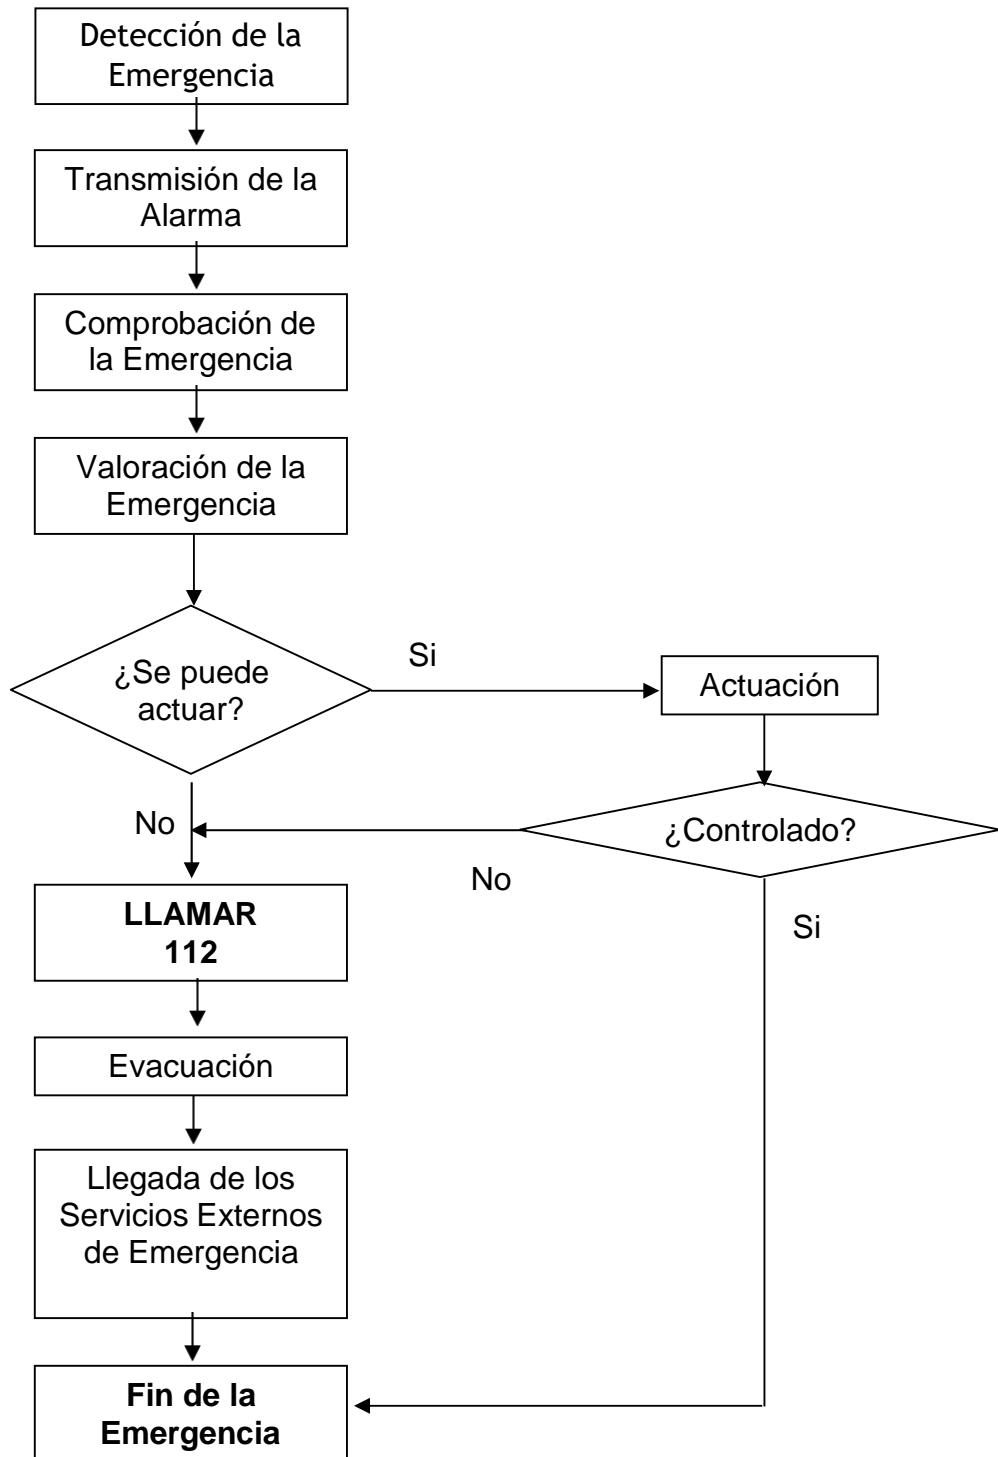 Detección de la
Emergencia
Transmisión de la
Alarma
Comprobación de
la Emergencia
Valoración de la
Emergencia
¿Se puede
actuar?
Si
Actuación
No
¿Controlado?
No
Si
LLAMAR
112
Evacuación
Llegada de los
Servicios Externos
de Emergencia
Fin de la
Emergencia